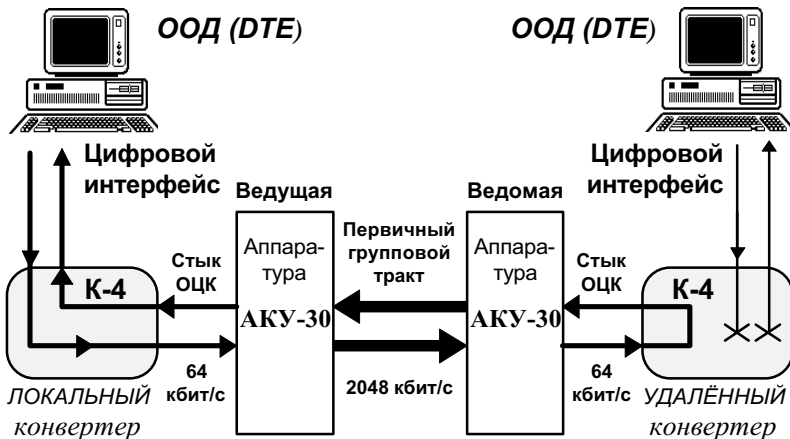 ООД (DTE)
ООД (DTE)
Цифровой
интерфейс
Цифровой
интерфейс
Ведущая
Ведомая
Аппара-
тура
АКУ-30
Первичный
групповой
тракт
Аппара-
тура
АКУ-30
Стык
ОЦК
Стык
ОЦК
К-4
К-4
64
кбит/с
2048 кбит/с
64
кбит/с
ЛОКАЛЬНЫЙ
конвертер
УДАЛЁННЫЙ
конвертер